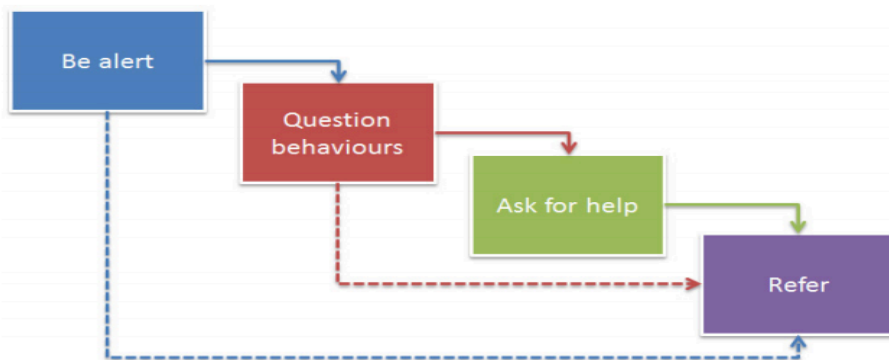 Be alert
Question
behaviours
Ask for help
Refer